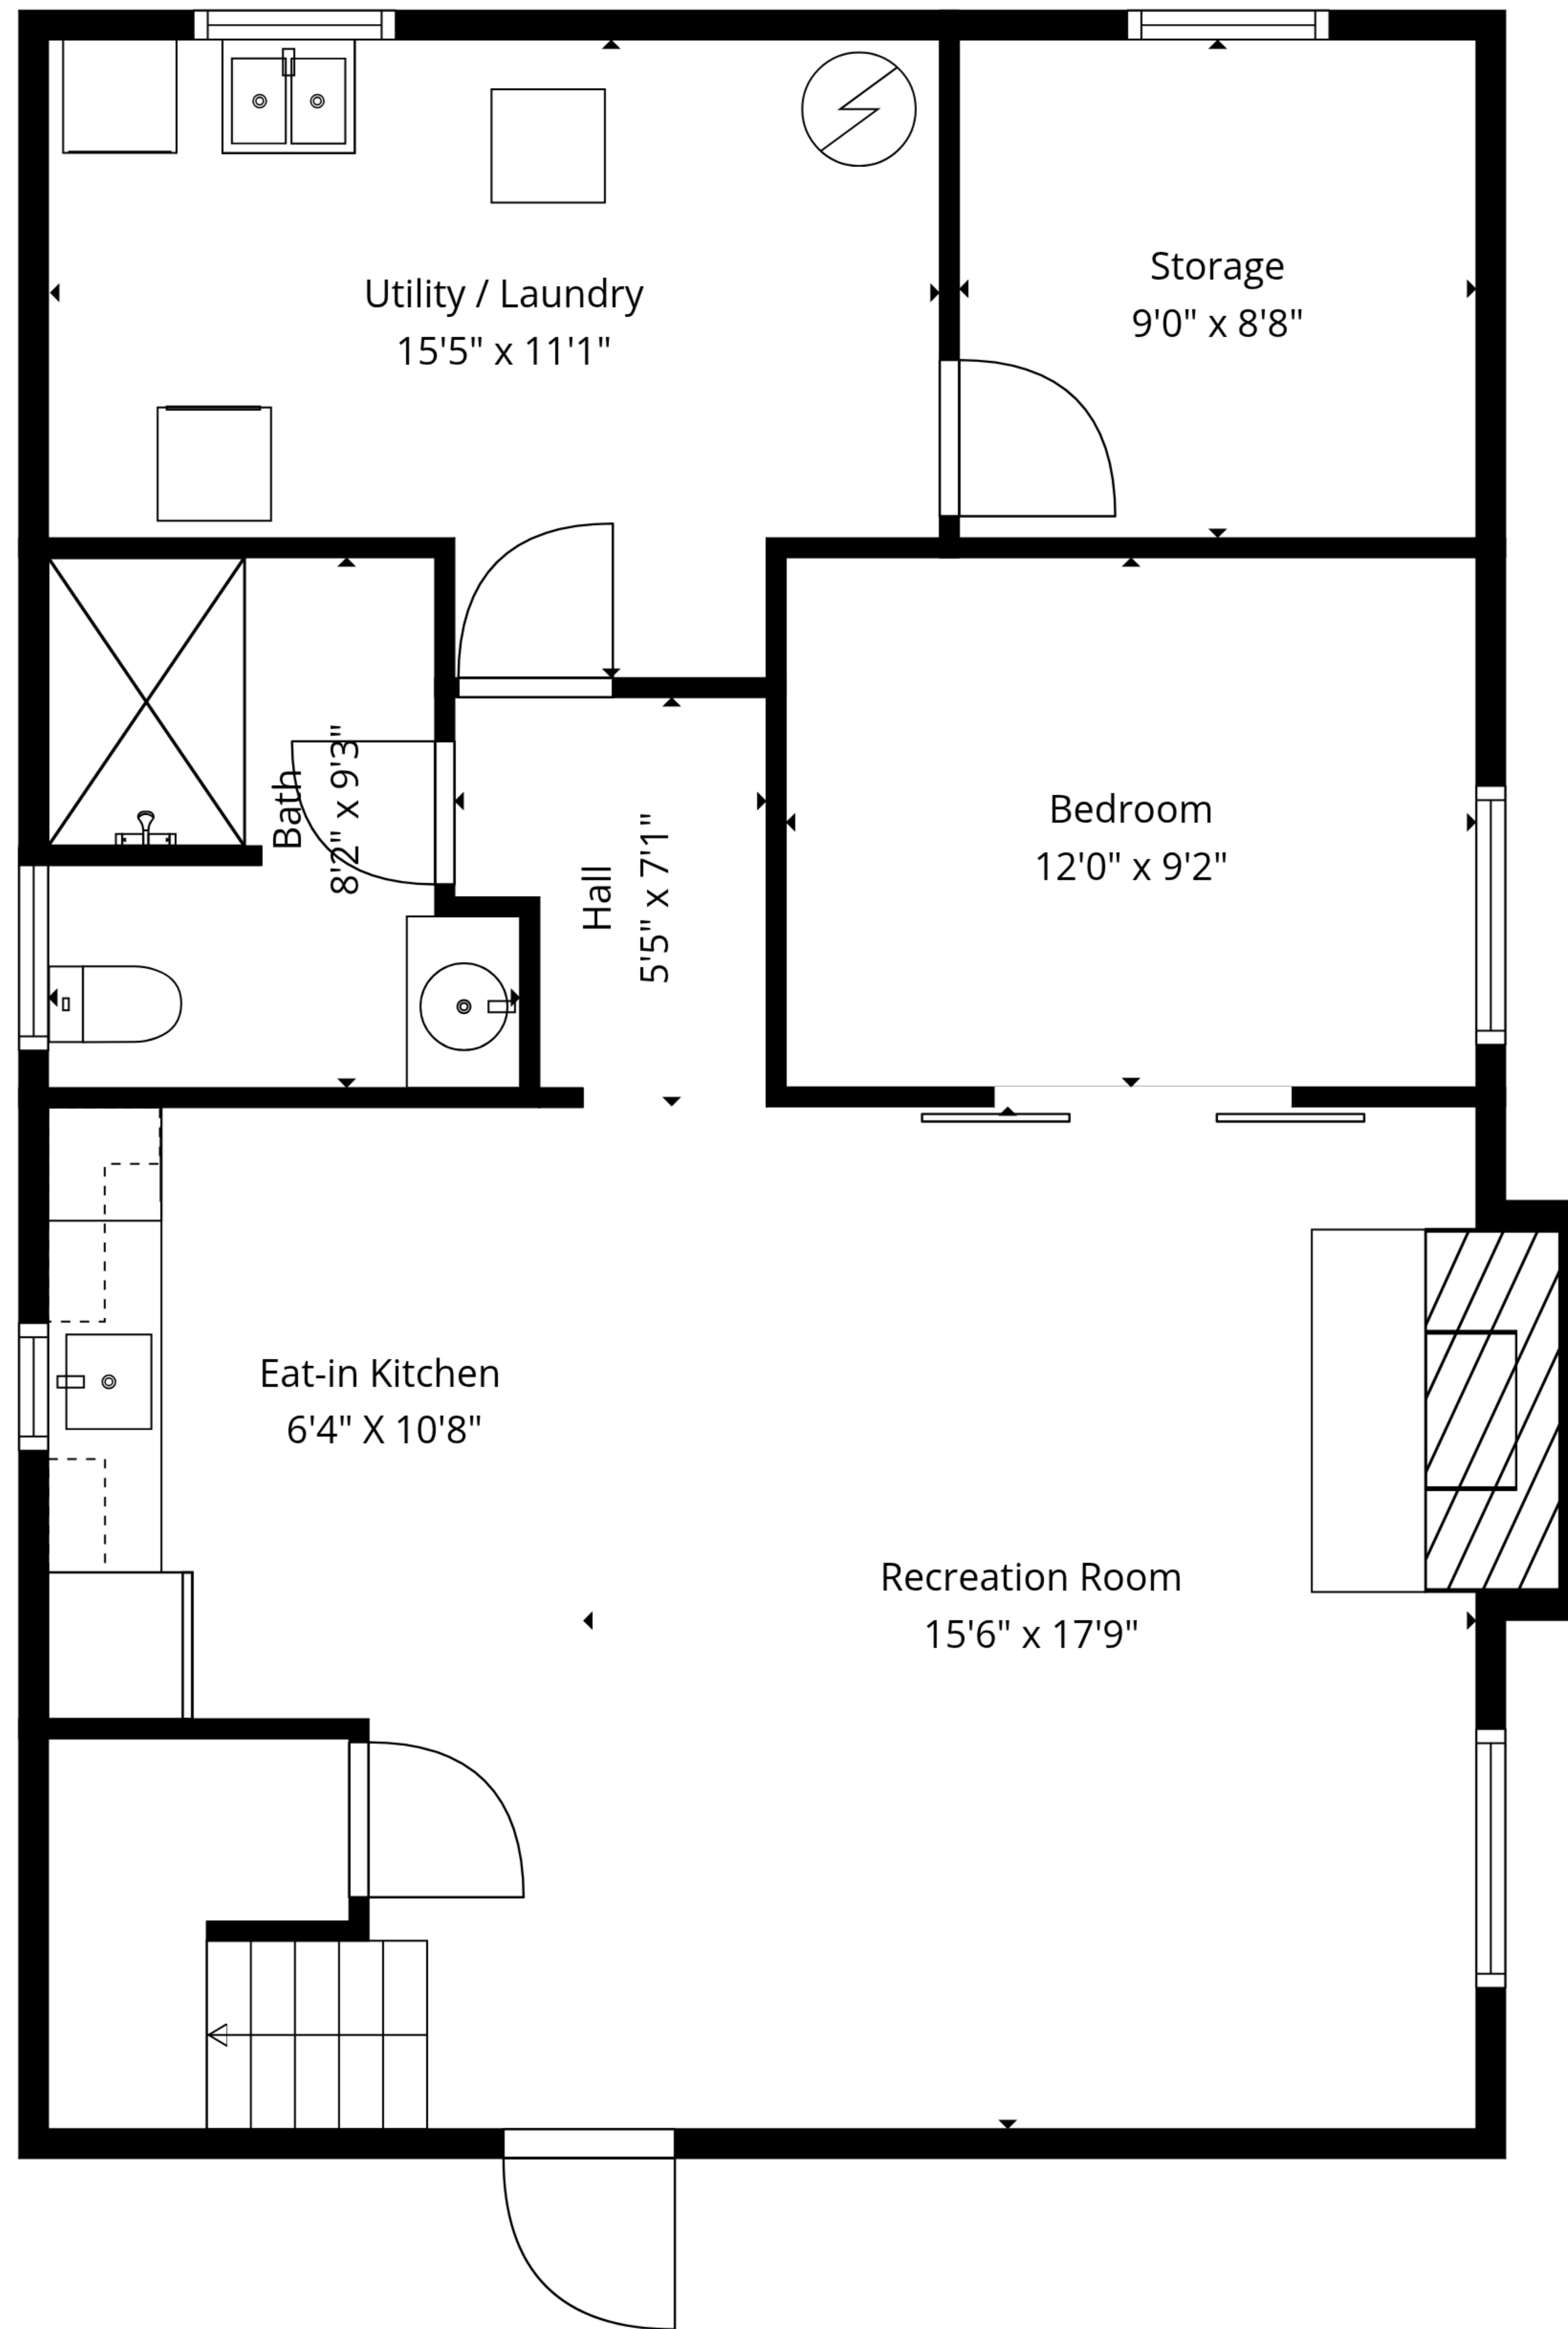 Utility / Laundry
15'5" x 11'1"
Storage
9'0" x 8'8"
Bath
8'2" x 9'3"
Hall
5'5" x 7'1"
Bedroom
12'0" x 9'2"
Eat-in Kitchen
6'4" X 10'8"
Recreation Room
15'6" x 17'9"